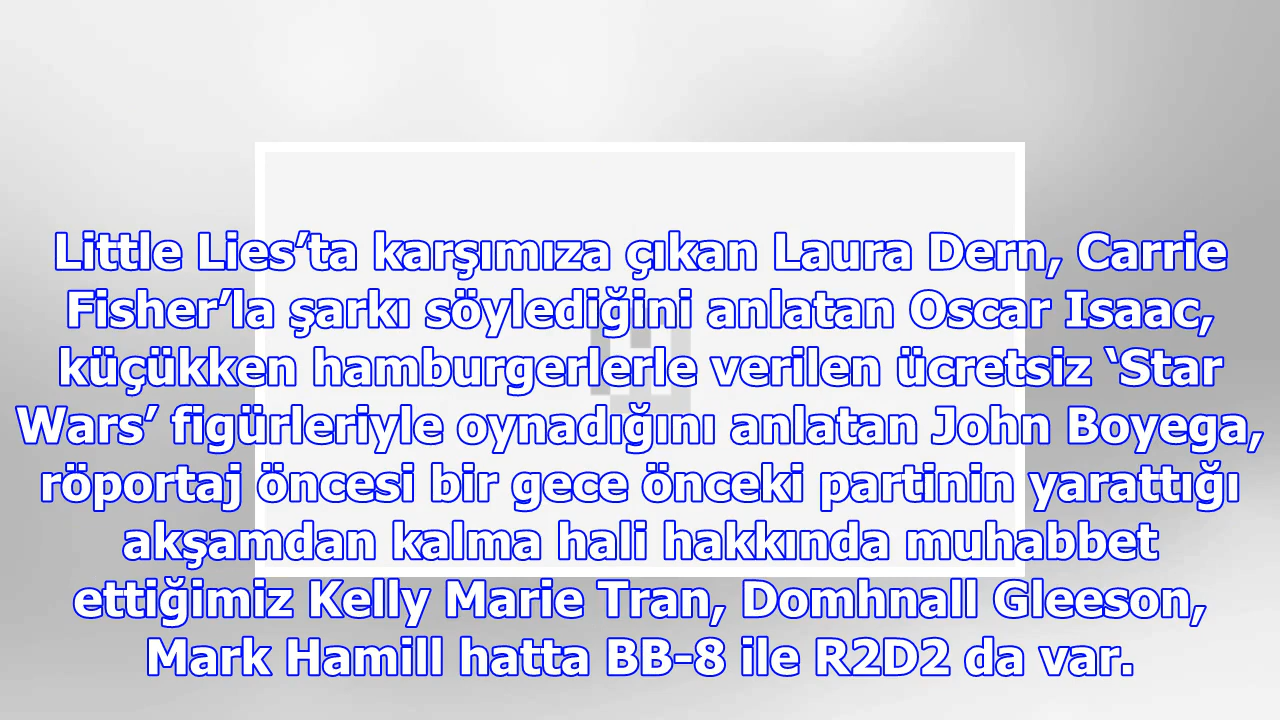 Little Lies’ta karşımıza çıkan Laura Dern, Carrie
Fisher’la şarkı söylediğini anlatan Oscar Isaac,
küçükken hamburgerlerle verilen ücretsiz ‘Star
Wars’ figürleriyle oynadığını anlatan John Boyega,
röportaj öncesi bir gece önceki partinin yarattığı
akşamdan kalma hali hakkında muhabbet
ettiğimiz Kelly Marie Tran, Domhnall Gleeson,
Mark Hamill hatta BB-8 ile R2D2 da var.